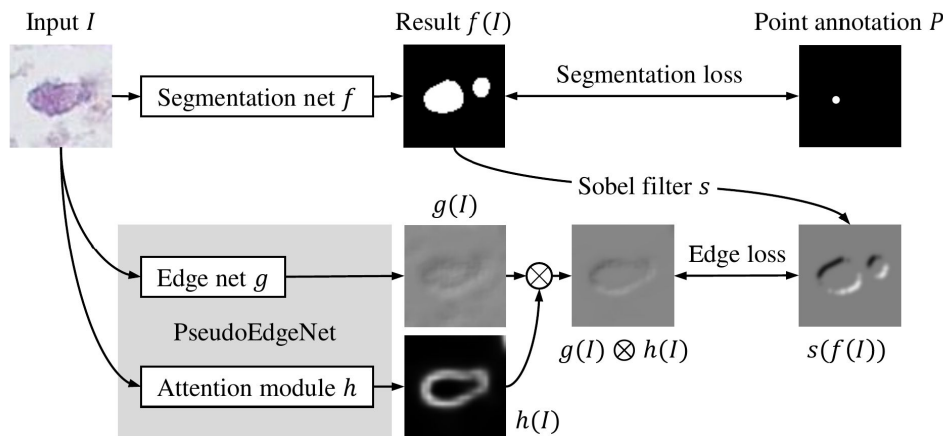 Input I
Result f(I)
Point annotation P
Segmentation net f
Segmentation loss
Sobel filter s
g(I)
Edge net g
⊗
Edge loss
PseudoEdgeNet
g(I) ⊗ h(I)
s(f(I))
Attention module h
h(I)